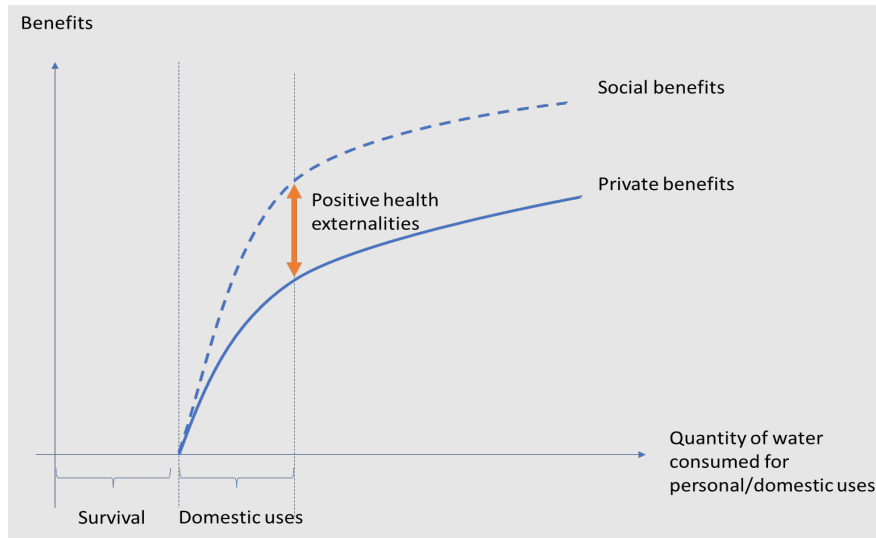 Benefits
Social benefits
Private benefits
Positive health
externalities
Quantity of water
consumed for
personal/domestic uses
Survival
Domestic uses